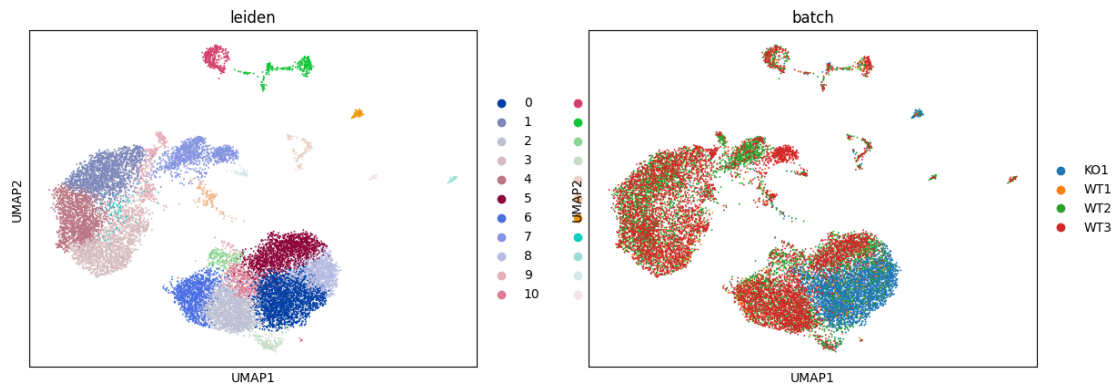 leiden
0
1
2
3
4
5
6
7
8
9
10
UMAP2
UMAP1
batch
KO1
WT1
WT2
WT3
UMAP2
UMAP1